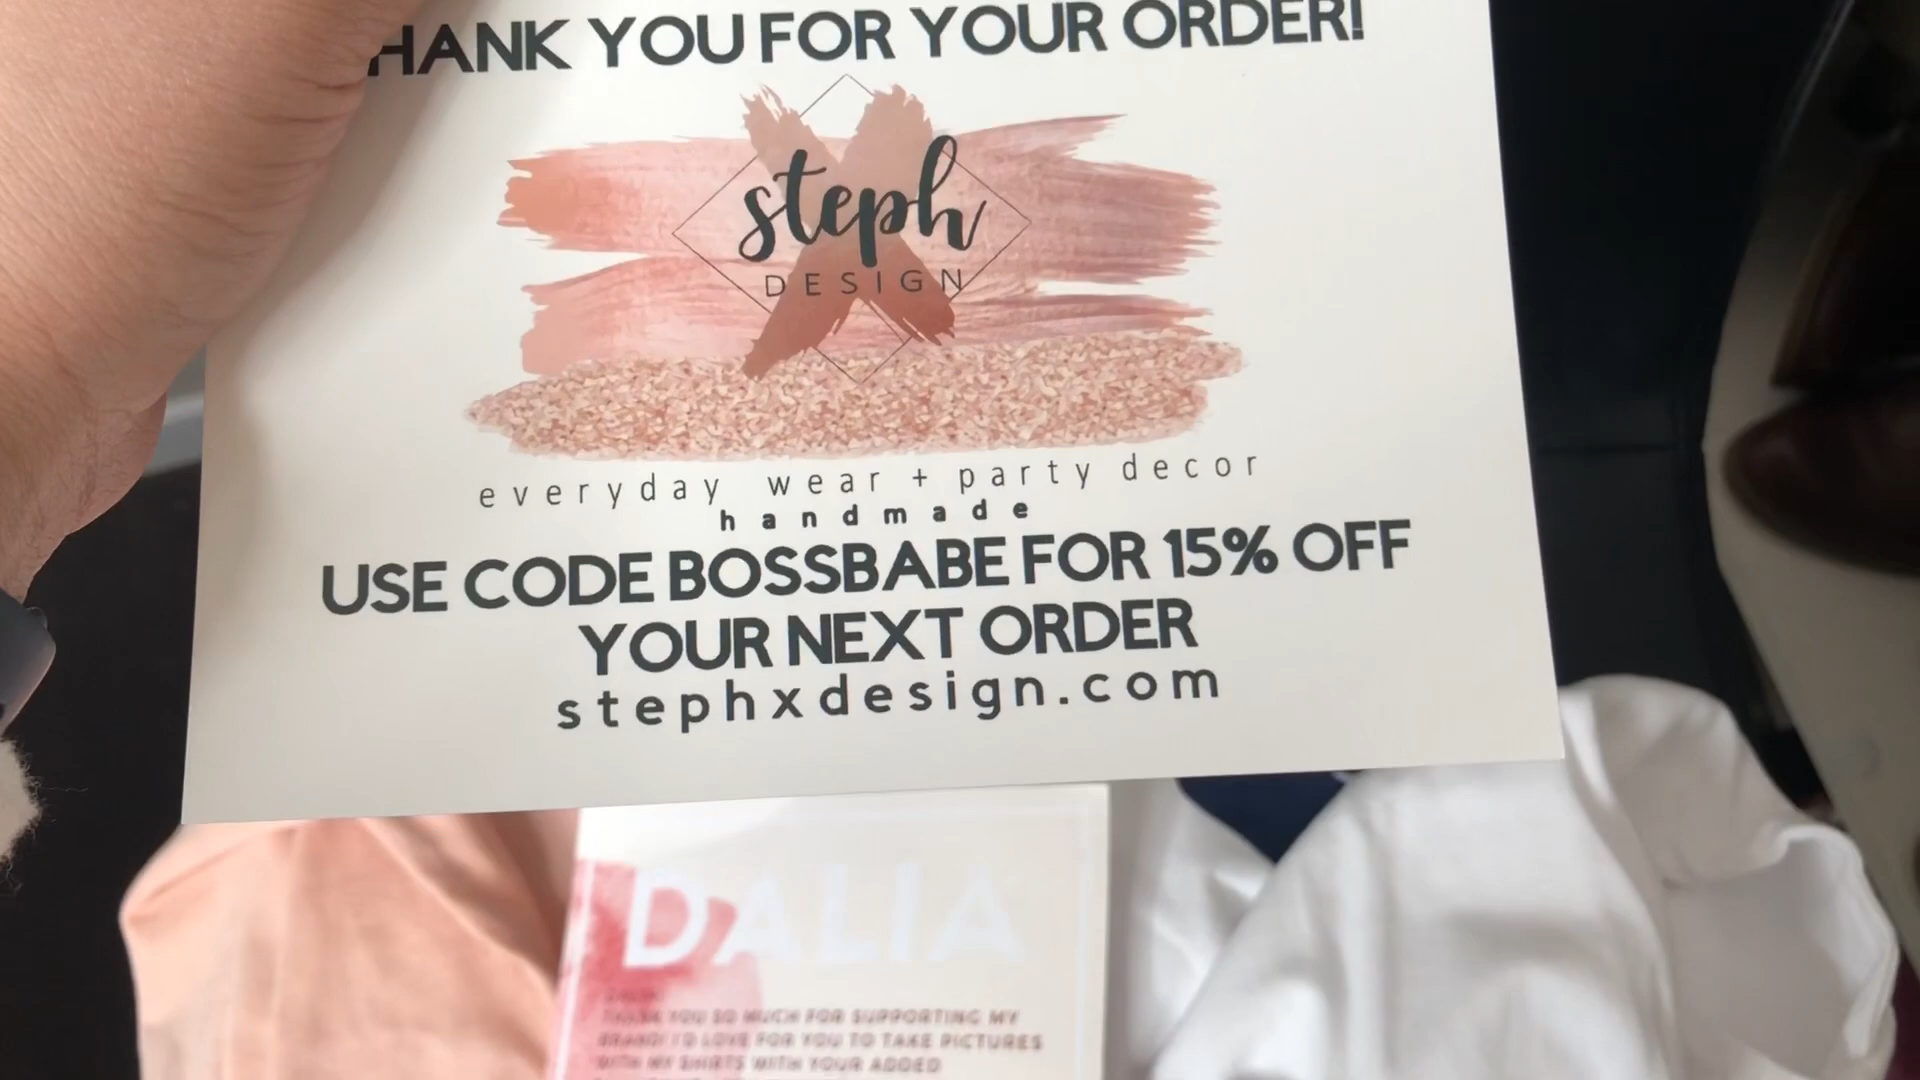 HANK YOU FOR YOUR ORDER!
steph
DESIGN
everyday wear + party decor
handmade
USE CODE BOSSBABE FOR 15% OFF
YOUR NEXT ORDER
stephxdesign.com
DALIA
THANK YOU SO MUCH FOR SUPPORTING MY
BRAND! I'D LOVE FOR YOU TO TAKE PICTURES
WITH MY SHIRTS WITH YOUR ADDED